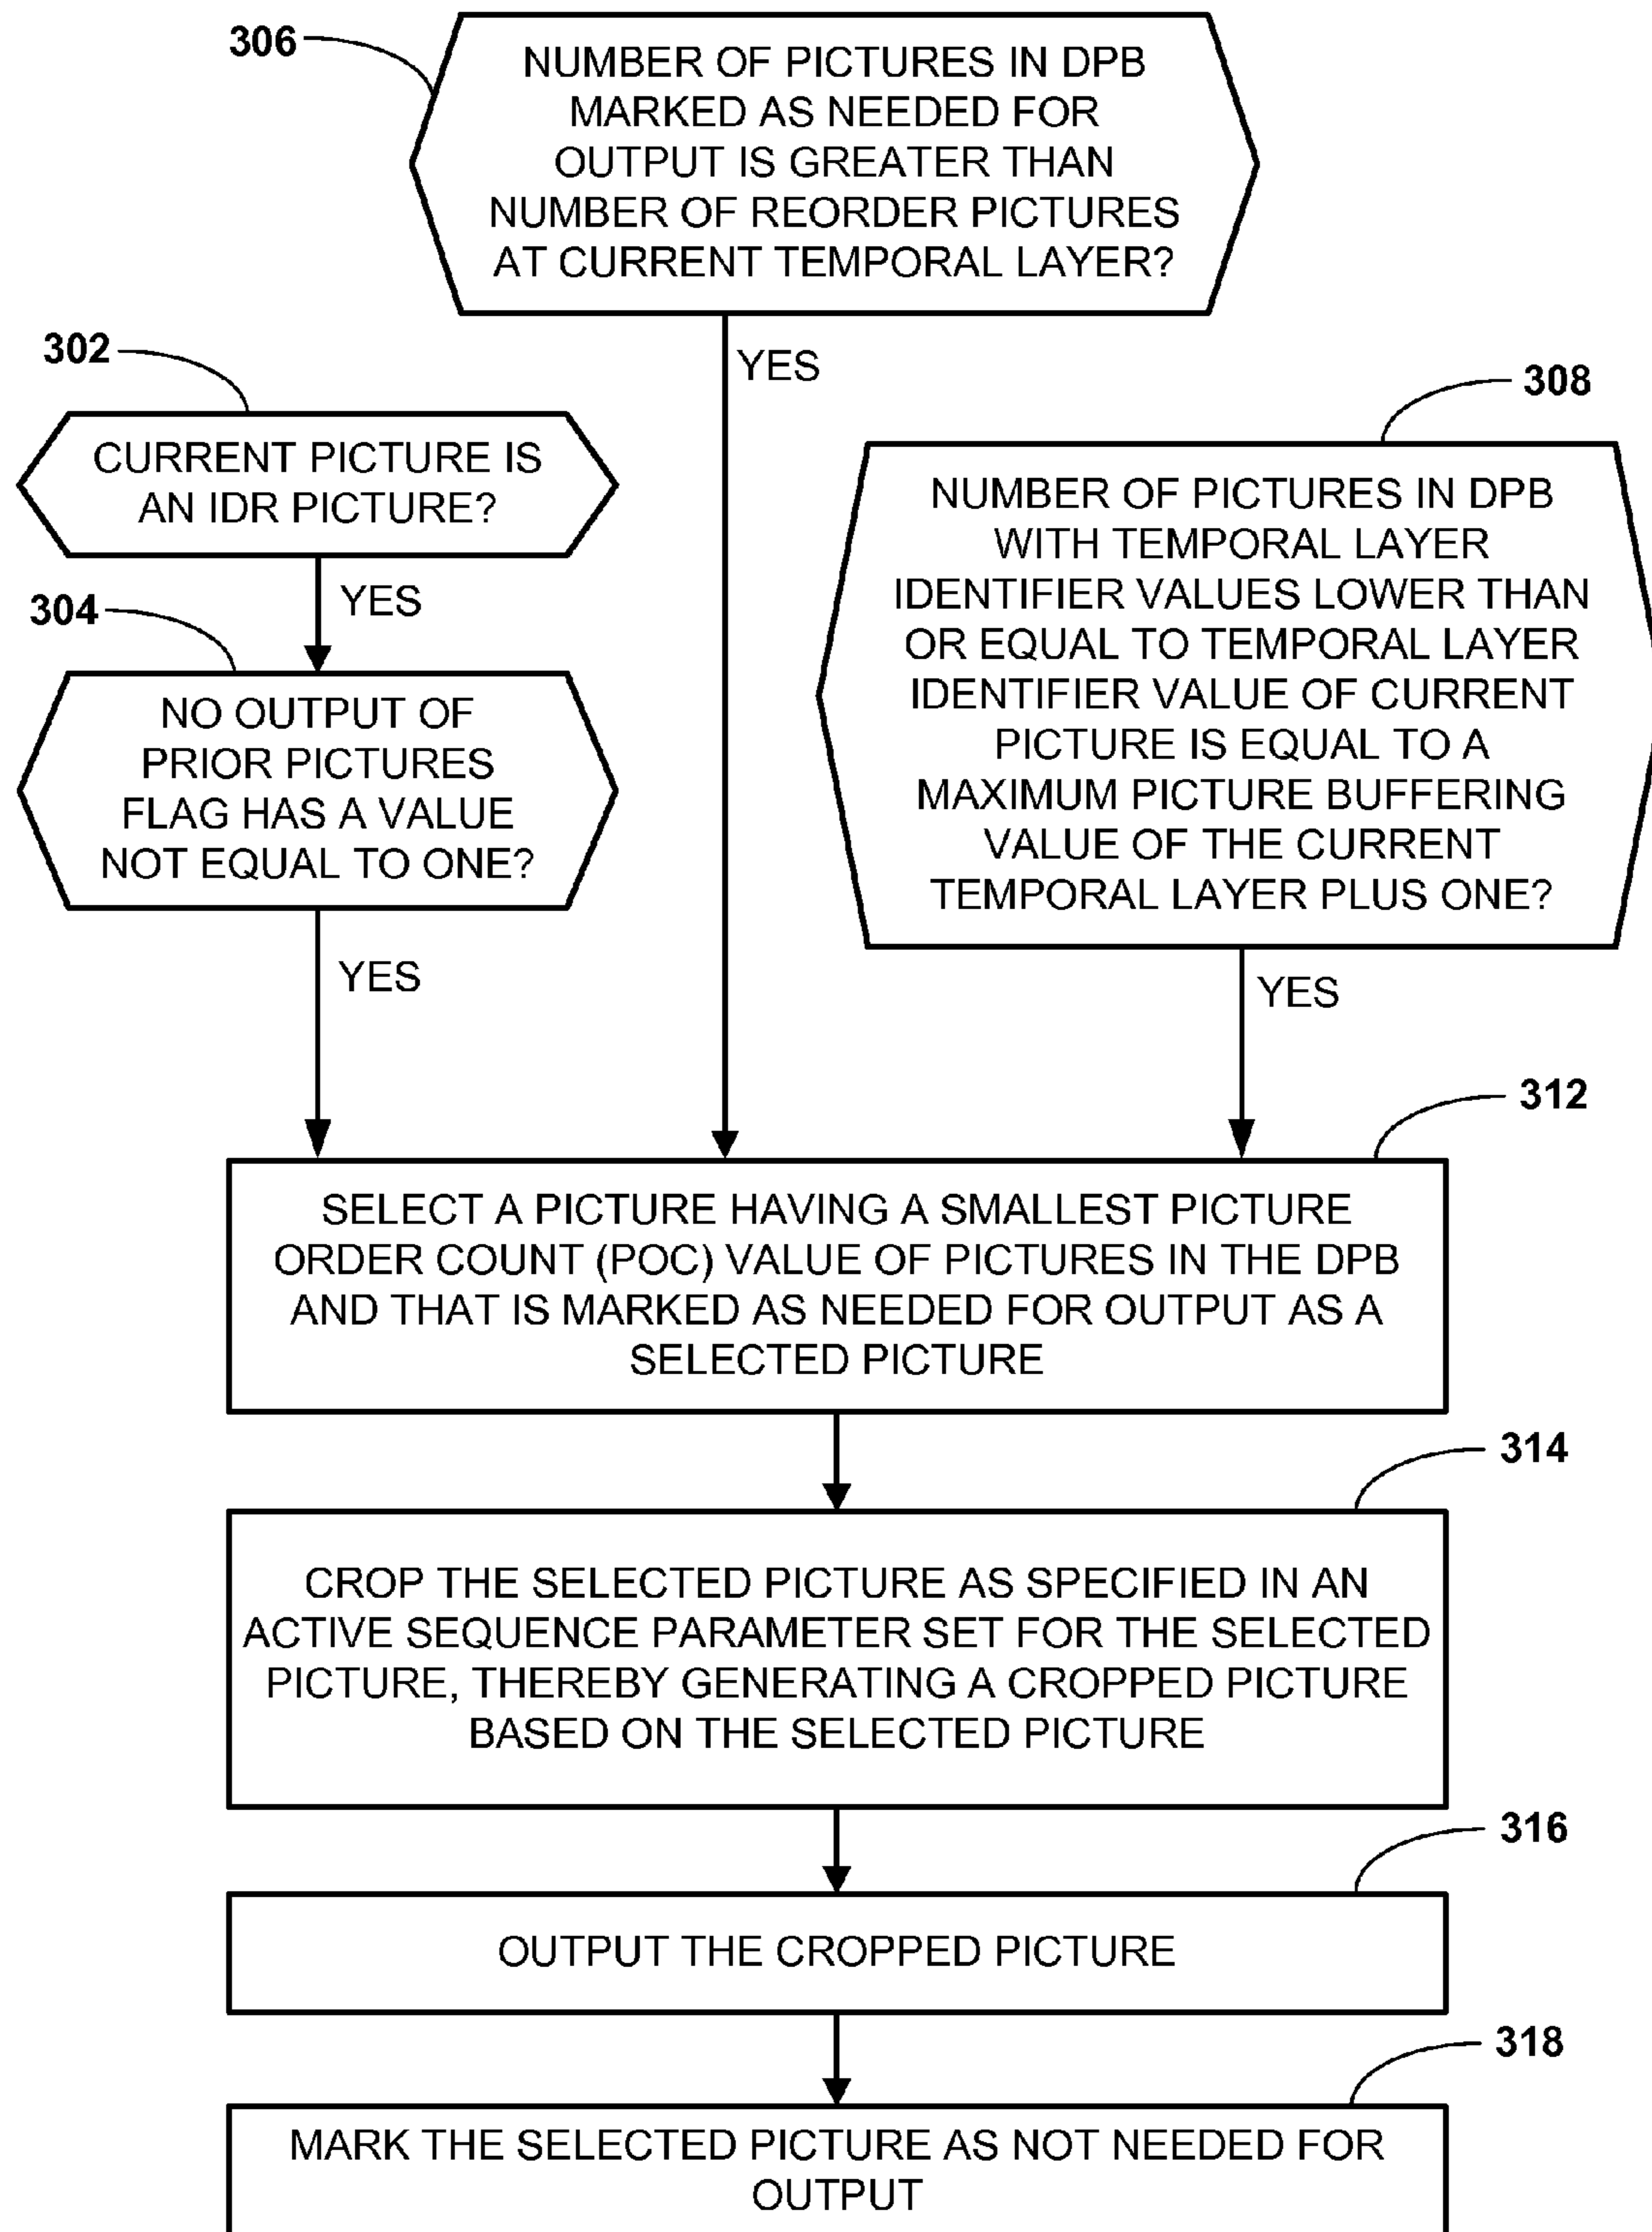 306
NUMBER OF PICTURES IN DPB
MARKED AS NEEDED FOR
OUTPUT IS GREATER THAN
NUMBER OF REORDER PICTURES
AT CURRENT TEMPORAL LAYER?
YES
302
CURRENT PICTURE IS
AN IDR PICTURE?
YES
304
NO OUTPUT OF
PRIOR PICTURES
FLAG HAS A VALUE
NOT EQUAL TO ONE?
YES
308
NUMBER OF PICTURES IN DPB
WITH TEMPORAL LAYER
IDENTIFIER VALUES LOWER THAN
OR EQUAL TO TEMPORAL LAYER
IDENTIFIER VALUE OF CURRENT
PICTURE IS EQUAL TO A
MAXIMUM PICTURE BUFFERING
VALUE OF THE CURRENT
TEMPORAL LAYER PLUS ONE?
YES
312
SELECT A PICTURE HAVING A SMALLEST PICTURE
ORDER COUNT (POC) VALUE OF PICTURES IN THE DPB
AND THAT IS MARKED AS NEEDED FOR OUTPUT AS A
SELECTED PICTURE
314
CROP THE SELECTED PICTURE AS SPECIFIED IN AN
ACTIVE SEQUENCE PARAMETER SET FOR THE SELECTED
PICTURE, THEREBY GENERATING A CROPPED PICTURE
BASED ON THE SELECTED PICTURE
316
OUTPUT THE CROPPED PICTURE
318
MARK THE SELECTED PICTURE AS NOT NEEDED FOR
OUTPUT